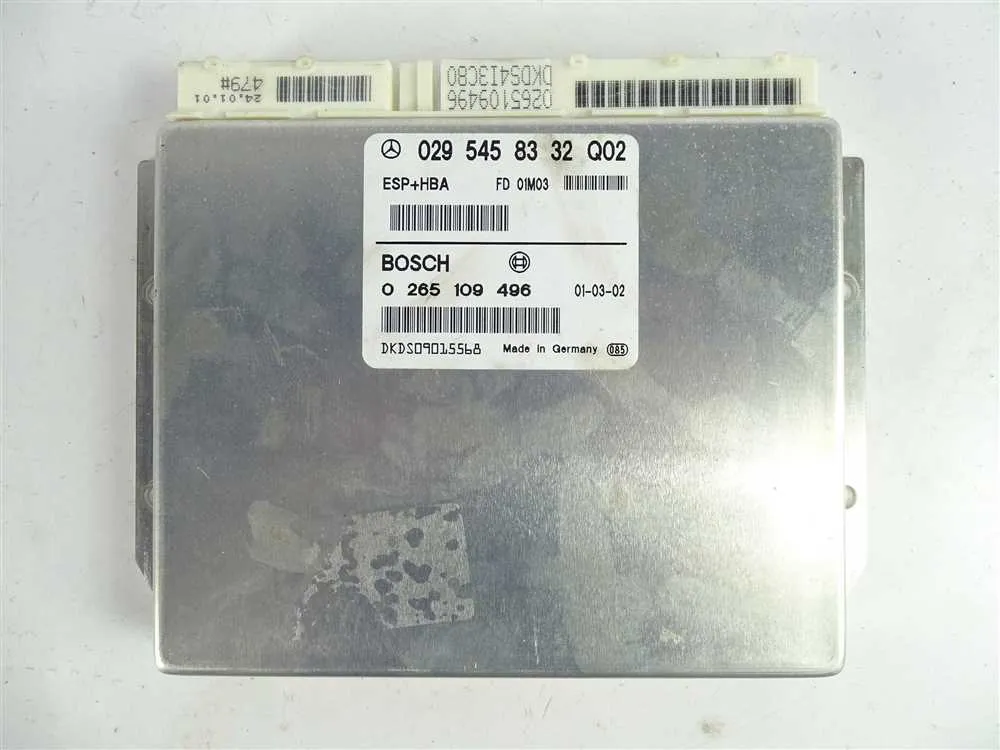 24.01.01
479#
DKDS4I3C80
0265109496
029 545 83 32 Q02
ESP+HBA FD 01M03
BOSCH
0 265 109 496 01-03-02
DKDS09015568 Made in Germany 085